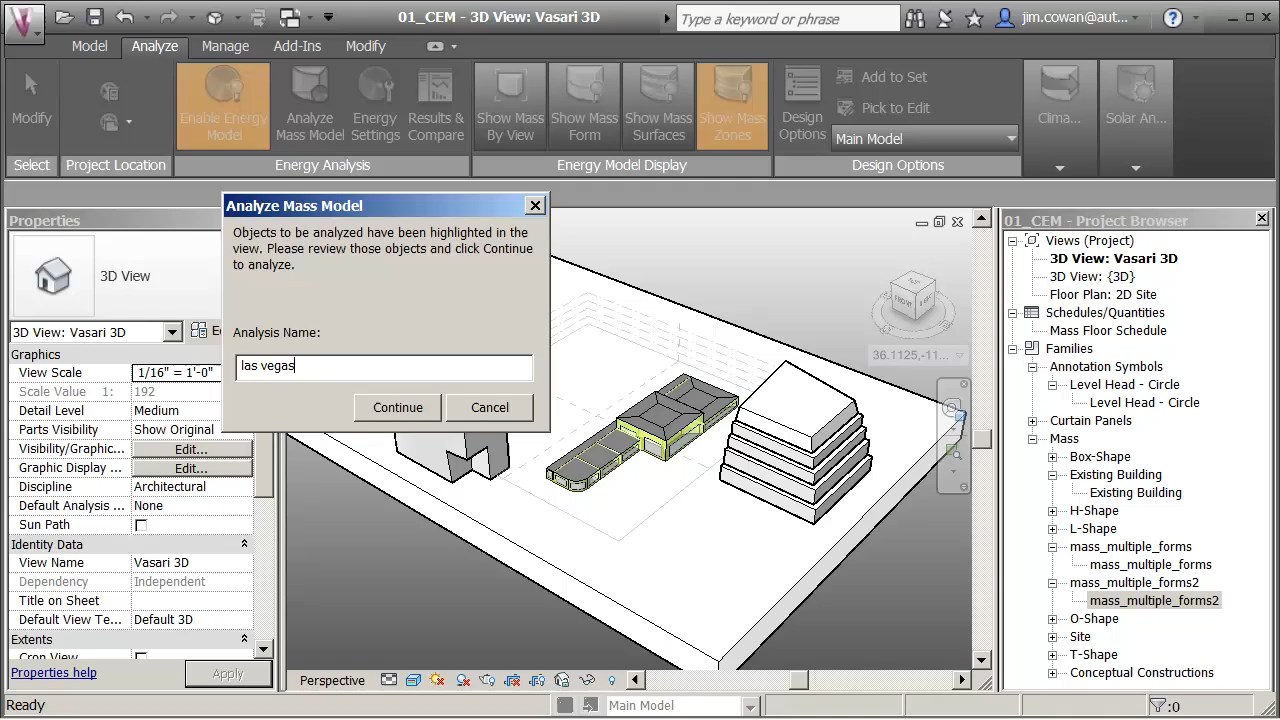 01_CEM - 3D View: Vasari 3D
Type a keyword or phrase
jim.cowan@aut...
Model
Analyze
Manage
Add-Ins
Modify
Modify
Enable Energy
Model
Analyze
Mass Model
Energy
Settings
Results &
Compare
Show Mass
By View
Show Mass
Form
Show Mass
Surfaces
Show Mass
Zones
Design
Options
Add to Set
Pick to Edit
Main Model
Clima...
Solar An...
Select
Project Location
Energy Analysis
Energy Model Display
Design Options
Properties
3D View
3D View: Vasari 3D
Graphics
View Scale
1/16" = 1'-0"
Scale Value 1:
192
Detail Level
Medium
Parts Visibility
Show Original
Visibility/Graphic...
Edit...
Graphic Display ...
Edit...
Discipline
Architectural
Default Analysis ...
None
Sun Path
Identity Data
View Name
Vasari 3D
Dependency
Independent
Title on Sheet
Default View Te...
Default 3D
Extents
Crop View
Properties help
Apply
Analyze Mass Model
Objects to be analyzed have been highlighted in the
view. Please review those objects and click Continue
to analyze.
Analysis Name:
las vegas
Continue
Cancel
FRONT
36.1125,-11...
Perspective
01_CEM - Project Browser
Views (Project)
3D View: Vasari 3D
3D View: {3D}
Floor Plan: 2D Site
Schedules/Quantities
Mass Floor Schedule
Families
Annotation Symbols
Level Head - Circle
Level Head - Circle
Curtain Panels
Mass
Box-Shape
Existing Building
Existing Building
H-Shape
L-Shape
mass_multiple_forms
mass_multiple_forms
mass_multiple_forms2
mass_multiple_forms2
O-Shape
Site
T-Shape
Conceptual Constructions
Ready
Main Model
:0